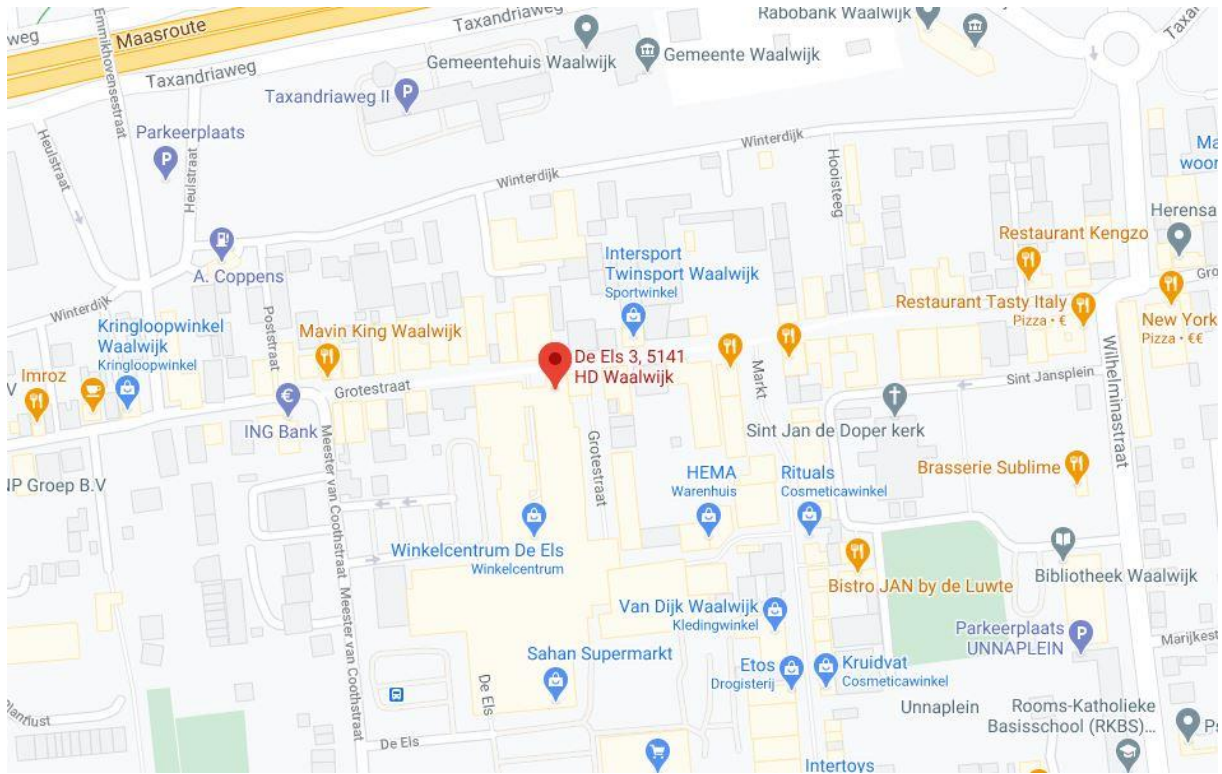 weg
Emmikhovensestraat
Maasroute
Taxandriaweg
Taxandriaweg
Rabobank Waalwijk
Gemeentehuis Waalwijk
Gemeente Waalwijk
Taxandriaweg II
P
Parkeerplaats
P
Heulstraat
Heulstraat
Winterdijk
Winterdijk
Hooisteeg
Herensa
A. Coppens
Intersport
Twinsport Waalwijk
Sportwinkel
Restaurant Kengzo
Winterdijk
Poststraat
Kringloopwinkel
Waalwijk
Kringloopwinkel
Mavin King Waalwijk
Restaurant Tasty Italy
Pizza • €
New York
Pizza • €€
De Els 3, 5141
HD Waalwijk
Imroz
Grotestraat
Markt
Sint Jansplein
Wilhelminastraat
ING Bank
Sint Jan de Doper kerk
Grotestraat
Meester van Coothstraat
Meester van Coothstraat
HEMA
Warenhuis
Rituals
Cosmeticawinkel
Brasserie Sublime
NP Groep B.V
Winkelcentrum De Els
Winkelcentrum
Bistro JAN by de Luwte
Bibliotheek Waalwijk
Van Dijk Waalwijk
Kledingwinkel
Parkeerplaats
UNNAPLEIN
P
Sahan Supermarkt
Etos
Drogisterij
Kruidvat
Cosmeticawinkel
De Els
Unnaplein
Rooms-Katholieke
Basisschool (RKBS)...
De Els
Intertoys